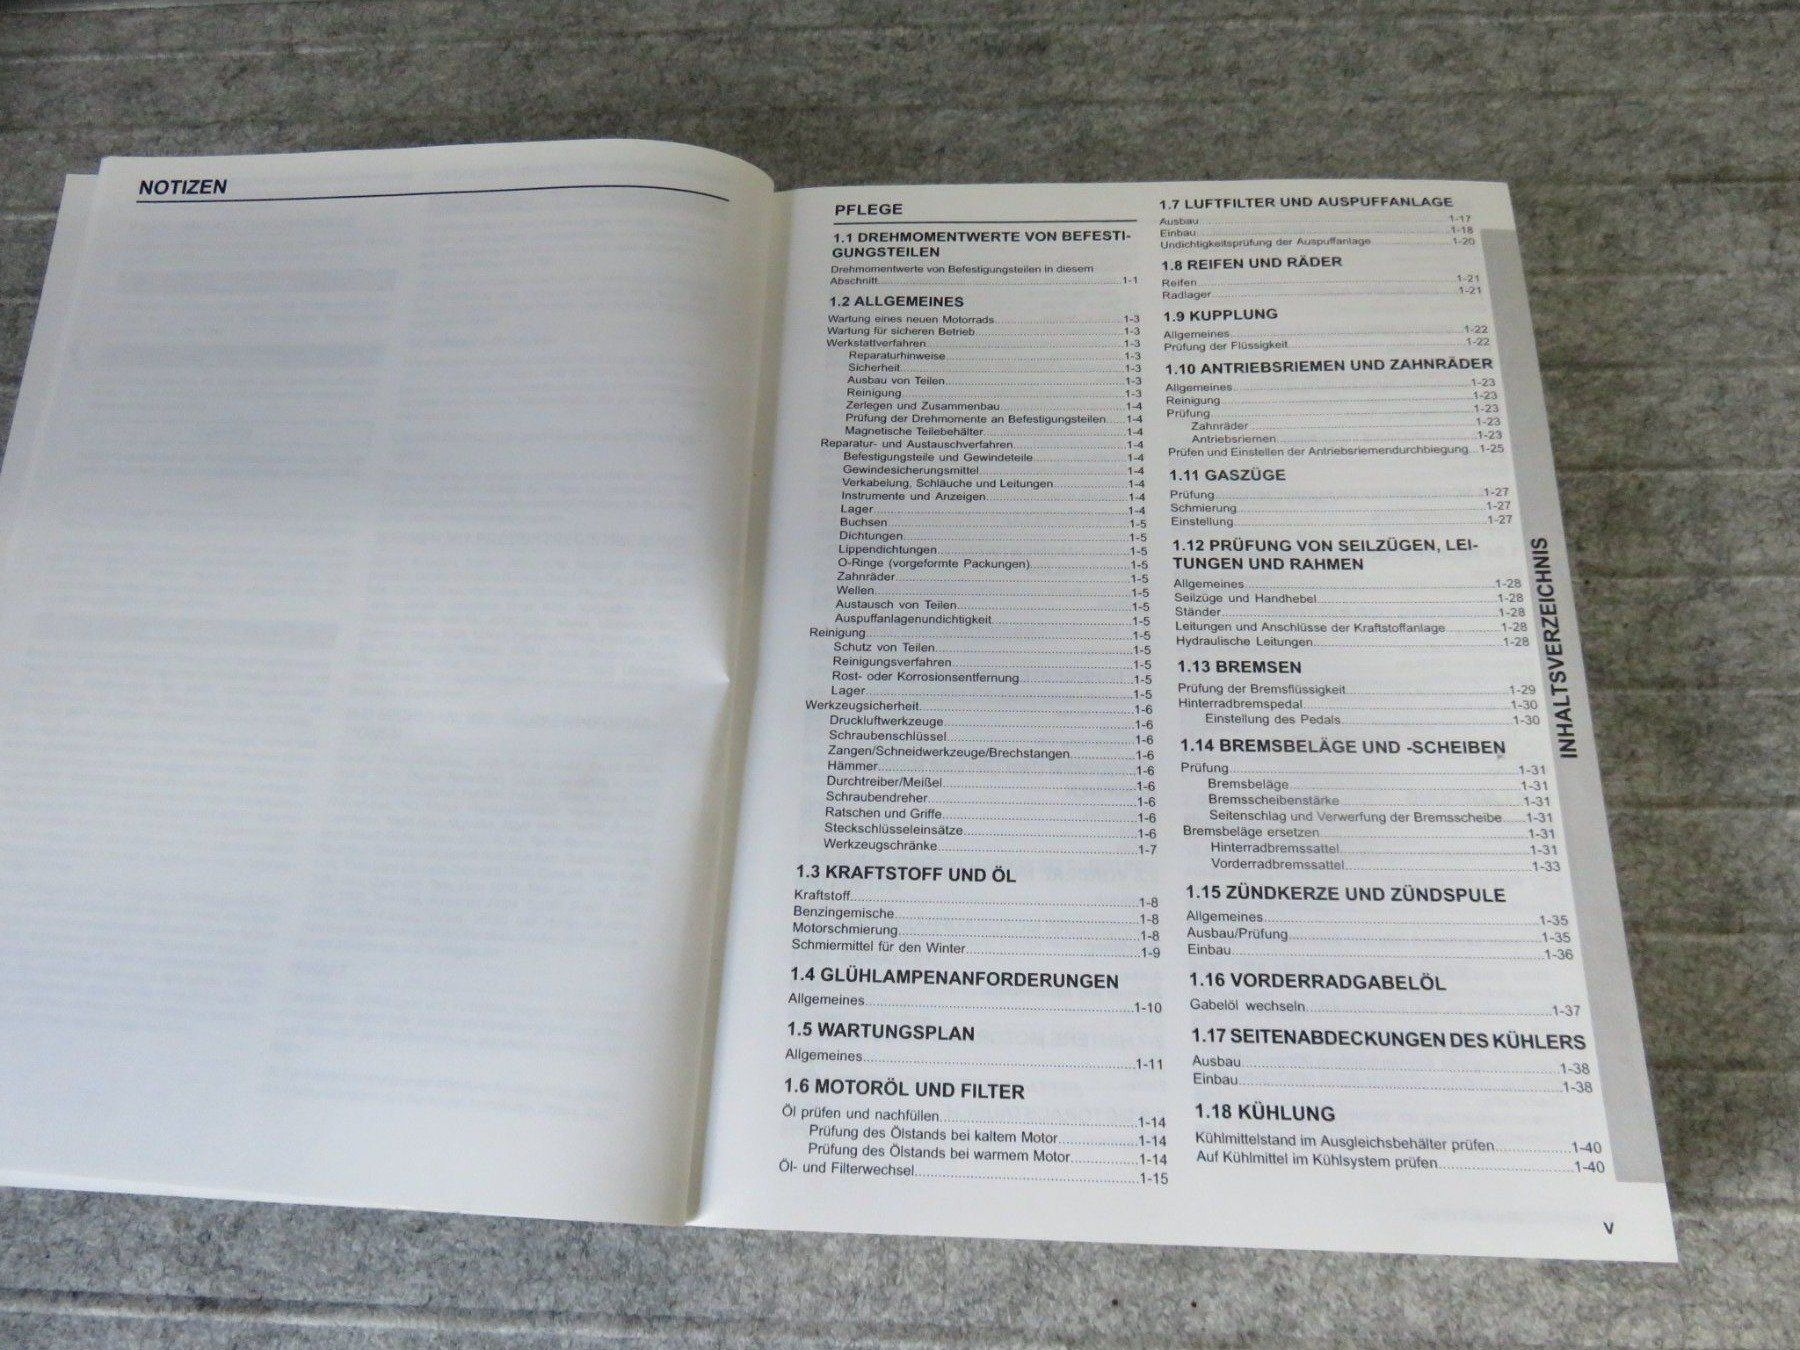 NOTIZEN
PFLEGE
1.1 DREHMOMENTWERTE VON BEFESTI-
GUNGSTEILEN
Drehmomentwerte von Befestigungsteilen in diesem
Abschnitt 1-1
1.2 ALLGEMEINES
Wartung eines neuen Motorrads 1-3
Wartung für sicheren Betrieb 1-3
Werkstattverfahren 1-3
Reparaturhinweise 1-3
Sicherheit 1-3
Ausbau von Teilen 1-3
Reinigung 1-3
Zerlegen und Zusammenbau 1-4
Prüfung der Drehmomente an Befestigungsteilen 1-4
Magnetische Teilebehälter 1-4
Reparatur- und Austauschverfahren 1-4
Befestigungsteile und Gewindeteile 1-4
Gewindesicherungsmittel 1-4
Verkabelung, Schläuche und Leitungen 1-4
Instrumente und Anzeigen 1-4
Lager 1-4
Buchsen 1-5
Dichtungen 1-5
Lippendichtungen 1-5
O-Ringe (vorgeformte Packungen) 1-5
Zahnräder 1-5
Wellen 1-5
Austausch von Teilen 1-5
Auspuffanlagenundichtigkeit 1-5
Reinigung 1-5
Schutz von Teilen 1-5
Reinigungsverfahren 1-5
Rost- oder Korrosionsentfernung 1-5
Lager 1-5
Werkzeugsicherheit 1-6
Druckluftwerkzeuge 1-6
Schraubenschlüssel 1-6
Zangen/Schneidwerkzeuge/Brechstangen 1-6
Hämmer 1-6
Durchtreiber/Meißel 1-6
Schraubendreher 1-6
Ratschen und Griffe 1-6
Steckschlüsseleinsätze 1-6
Werkzeugschränke 1-7
1.3 KRAFTSTOFF UND ÖL
Kraftstoff 1-8
Benzingemische 1-8
Motorschmierung 1-8
Schmiermittel für den Winter 1-9
1.4 GLÜHLAMPENANFORDERUNGEN
Allgemeines 1-10
1.5 WARTUNGSPLAN
Allgemeines 1-11
1.6 MOTORÖL UND FILTER
Öl prüfen und nachfüllen 1-14
Prüfung des Ölstands bei kaltem Motor 1-14
Prüfung des Ölstands bei warmem Motor 1-14
Öl- und Filterwechsel 1-15
1.7 LUFTFILTER UND AUSPUFFANLAGE
Ausbau 1-17
Einbau 1-18
Undichtigkeitsprüfung der Auspuffanlage 1-20
1.8 REIFEN UND RÄDER
Reifen 1-21
Radlager 1-21
1.9 KUPPLUNG
Allgemeines 1-22
Prüfung der Flüssigkeit 1-22
1.10 ANTRIEBSRIEMEN UND ZAHNRÄDER
Allgemeines 1-23
Reinigung 1-23
Prüfung 1-23
Zahnräder 1-23
Antriebsriemen 1-23
Prüfen und Einstellen der Antriebsriemendurchbiegung 1-25
1.11 GASZÜGE
Prüfung 1-27
Schmierung 1-27
Einstellung 1-27
1.12 PRÜFUNG VON SEILZÜGEN, LEI-
TUNGEN UND RAHMEN
Allgemeines 1-28
Seilzüge und Handhebel 1-28
Ständer 1-28
Leitungen und Anschlüsse der Kraftstoffanlage 1-28
Hydraulische Leitungen 1-28
1.13 BREMSEN
Prüfung der Bremsflüssigkeit 1-29
Hinterradbremspedal 1-30
Einstellung des Pedals 1-30
1.14 BREMSBELÄGE UND -SCHEIBEN
Prüfung 1-31
Bremsbeläge 1-31
Bremsscheibenstärke 1-31
Seitenschlag und Verwerfung der Bremsscheibe 1-31
Bremsbeläge ersetzen 1-31
Hinterradbremssattel 1-31
Vorderradbremssattel 1-33
1.15 ZÜNDKERZE UND ZÜNDSPULE
Allgemeines 1-35
Ausbau/Prüfung 1-35
Einbau 1-36
1.16 VORDERRADGABELÖL
Gabelöl wechseln 1-37
1.17 SEITENABDECKUNGEN DES KÜHLERS
Ausbau 1-38
Einbau 1-38
1.18 KÜHLUNG
Kühlmittelstand im Ausgleichsbehälter prüfen 1-40
Auf Kühlmittel im Kühlsystem prüfen 1-40
INHALTSVERZEICHNIS
V